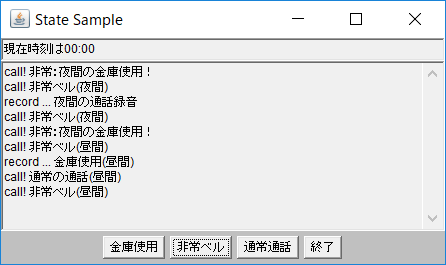 State Sample
現在時刻は00:00
call! 非常:夜間の金庫使用！
call! 非常ベル(夜間)
record ... 夜間の通話録音
call! 非常ベル(夜間)
call! 非常:夜間の金庫使用！
call! 非常ベル(昼間)
record ... 金庫使用(昼間)
call! 通常の通話(昼間)
call! 非常ベル(昼間)
金庫使用 非常ベル 通常通話 終了